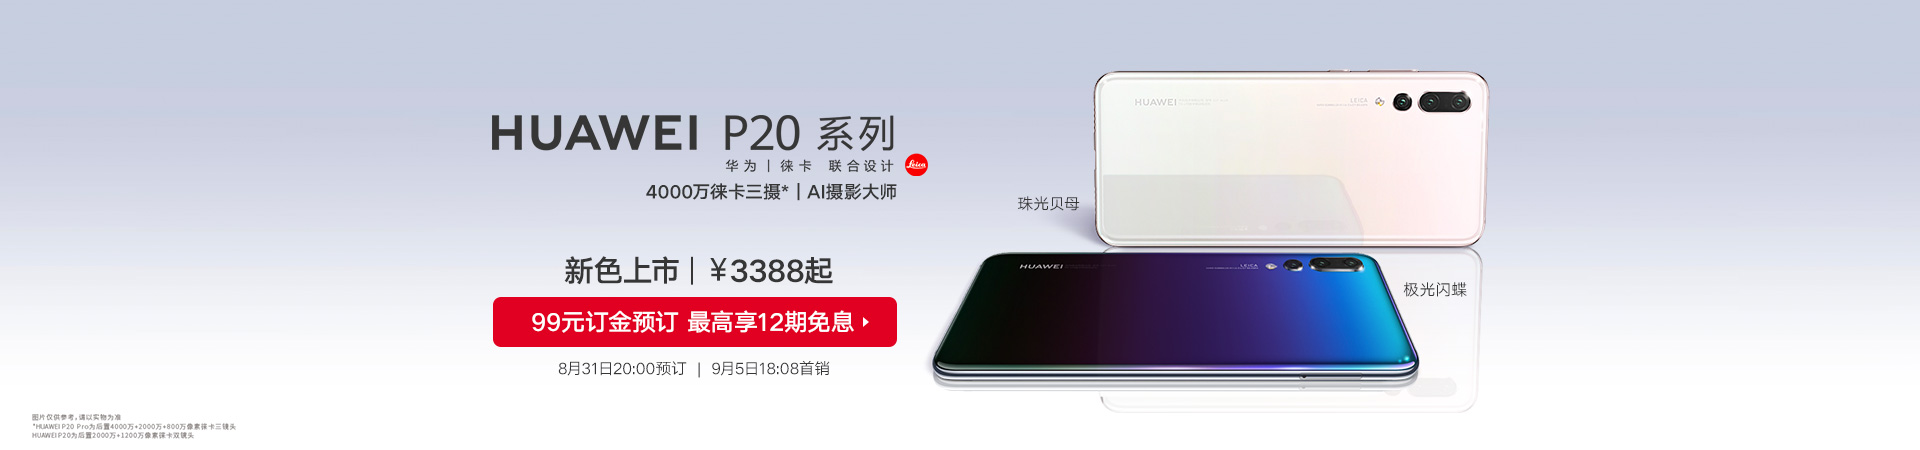 HUAWEI P20 系列
华为 | 徕卡 联合设计
Leica
4000万徕卡三摄* | AI摄影大师
新色上市 | ¥3388起
99元订金预订 最高享12期免息
8月31日20:00预订 | 9月5日18:08首销
HUAWEI
LEICA
珠光贝母
HUAWEI
LEICA
极光闪蝶
图片仅供参考,请以实物为准
*HUAWEI P20 Pro为后置4000万+2000万+800万像素徕卡三镜头
HUAWEI P20为后置2000万+1200万像素徕卡双镜头